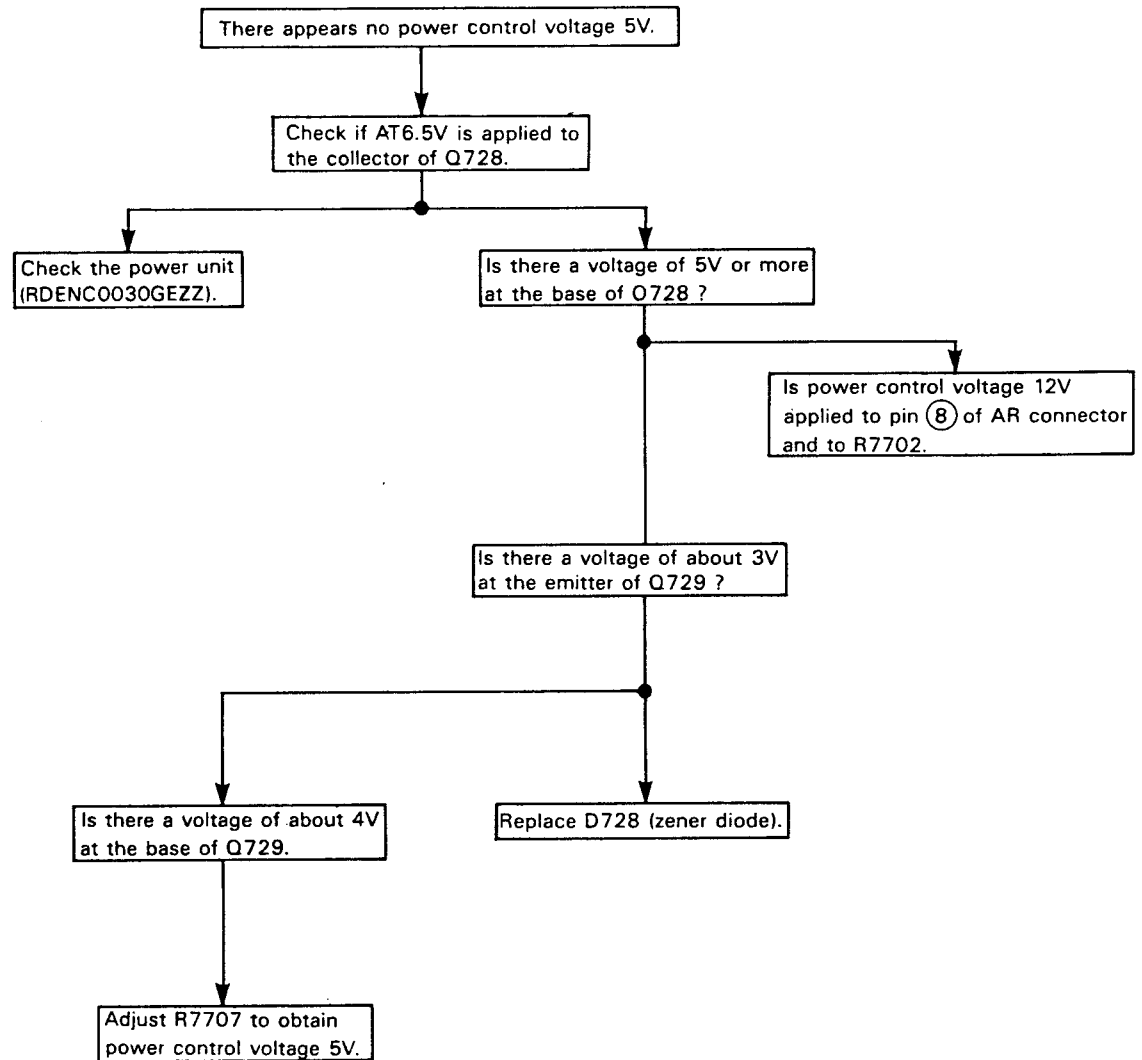 There appears no power control voltage 5V.
Check if AT6.5V is applied to
the collector of Q728.
Check the power unit
(RDENC0030GEZZ).
Is there a voltage of 5V or more
at the base of Q728 ?
Is power control voltage 12V
applied to pin ⑧ of AR connector
and to R7702.
Is there a voltage of about 3V
at the emitter of Q729 ?
Is there a voltage of about 4V
at the base of Q729.
Replace D728 (zener diode).
Adjust R7707 to obtain
power control voltage 5V.